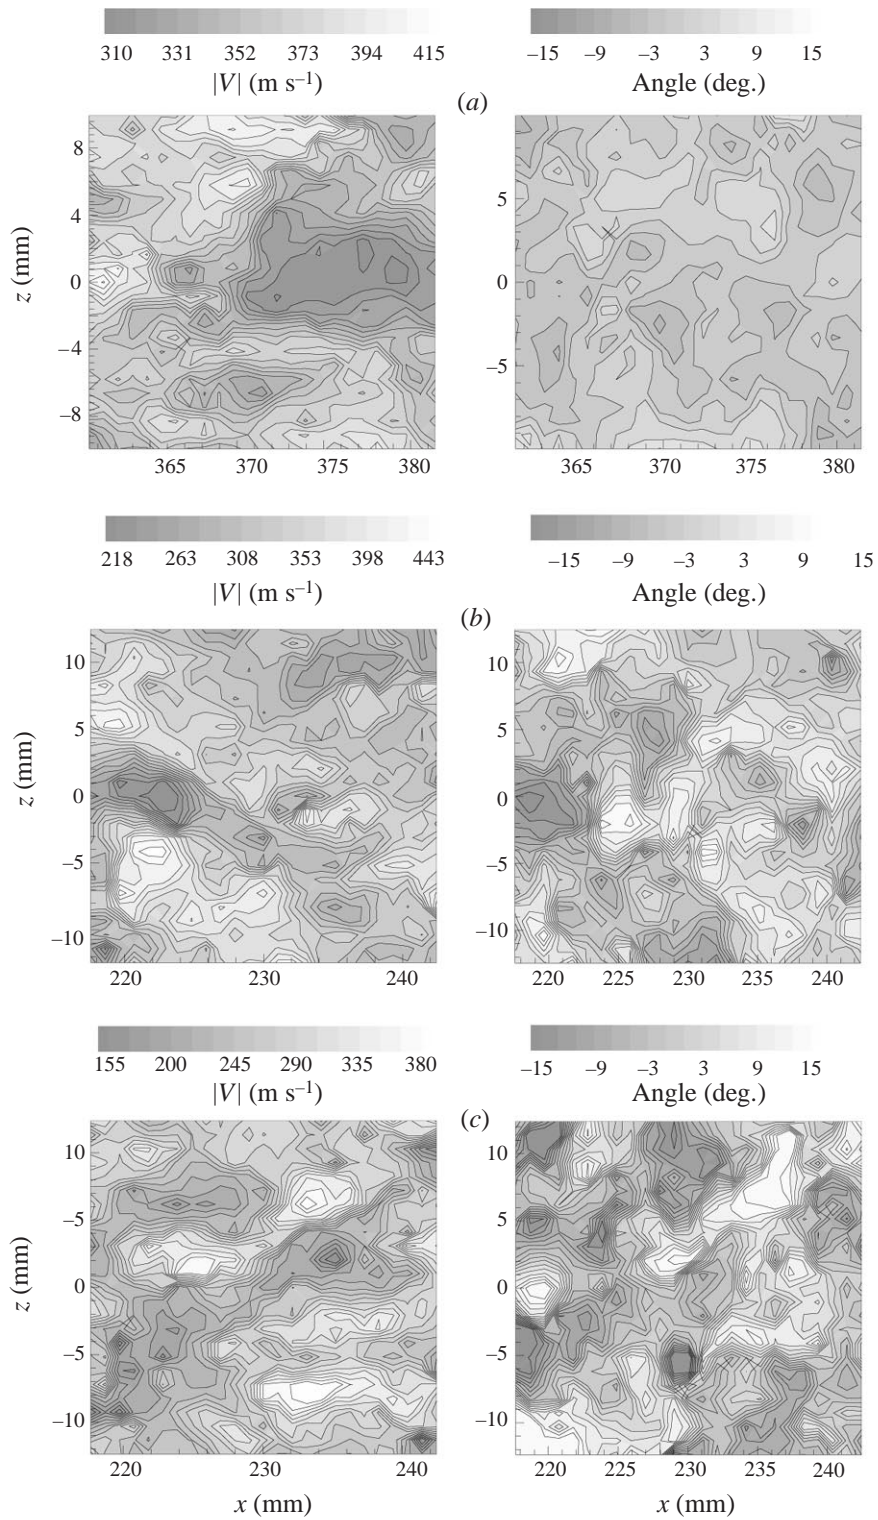 310 331 352 373 394 415
–15 –9 –3 3 9 15
|V| (m s–1)
Angle (deg.)
(a)
8
4
0
–4
–8
z (mm)
5
0
–5
365 370 375 380
365 370 375 380
218 263 308 353 398 443
–15 –9 –3 3 9 15
|V| (m s–1)
Angle (deg.)
(b)
10
5
0
–5
–10
z (mm)
10
5
0
–5
–10
220 230 240
220 225 230 235 240
155 200 245 290 335 380
–15 –9 –3 3 9 15
|V| (m s–1)
Angle (deg.)
(c)
10
–5
0
–5
–10
z (mm)
10
5
0
–5
–10
220 230 240
220 225 230 235 240
x (mm)
x (mm)